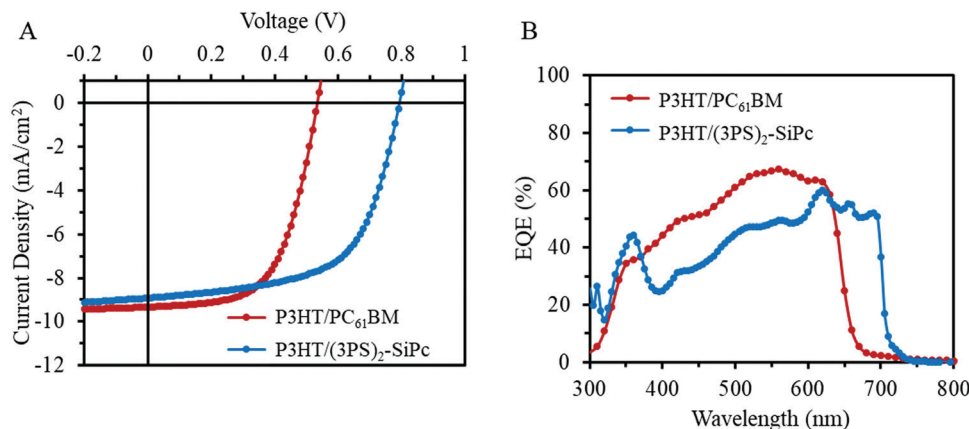 A
Voltage (V)
-0.2 0 0.2 0.4 0.6 0.8 1
Current Density (mA/cm²)
0
-2
-4
-6
-8
-10
-12
P3HT/PC₆₁BM
P3HT/(3PS)₂-SiPc
B
EQE (%)
100
80
60
40
20
0
P3HT/PC₆₁BM
P3HT/(3PS)₂-SiPc
300 400 500 600 700 800
Wavelength (nm)